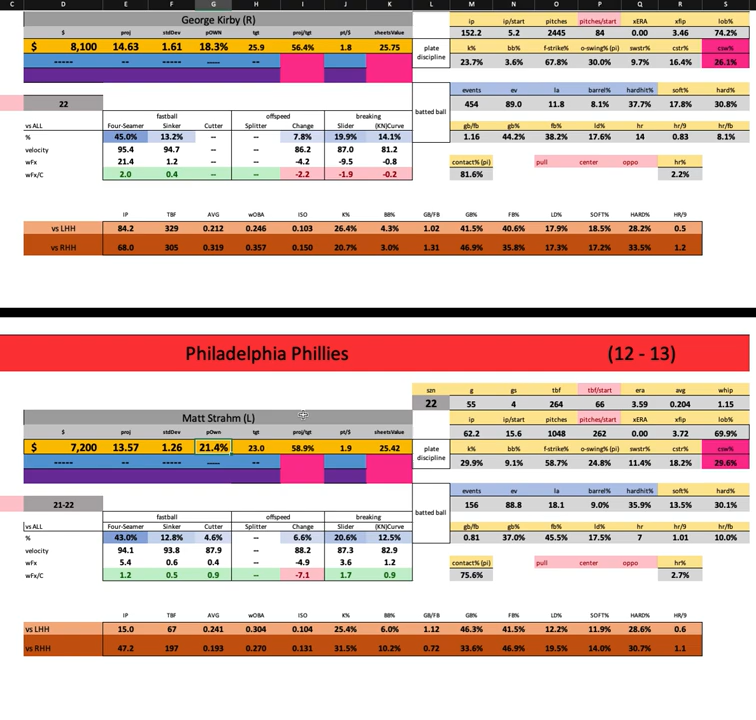 C D E F G H I J K L M N O P Q R S
George Kirby (R)
$ proj stdDev pOWN tgt proj/tgt pt/$ sheetsValue
$ 8,100 14.63 1.61 18.3% 25.9 56.4% 1.8 25.75
----- -- ----- ---- --
ip ip/start pitches pitches/start xERA xfip lob%
152.2 5.2 2445 84 0.00 3.46 74.2%
plate discipline
k% bb% f-strike% o-swing% (pi) swstr% cstr% csw%
23.7% 3.6% 67.8% 30.0% 9.7% 16.4% 26.1%
batted ball
events ev la barrel% hardhit% soft% hard%
454 89.0 11.8 8.1% 37.7% 17.8% 30.8%
gb/fb gb% fb% ld% hr hr/9 hr/fb
1.16 44.2% 38.2% 17.6% 14 0.83 8.1%
contact% (pi) pull center oppo hr%
81.6% 2.2%
22
fastball offspeed breaking
vs ALL Four-Seamer Sinker Cutter Splitter Change Slider (KN)Curve
% 45.0% 13.2% -- -- 7.8% 19.9% 14.1%
velocity 95.4 94.7 -- -- 86.2 87.0 81.2
wFx 21.4 1.2 -- -- -4.2 -9.5 -0.8
wFx/C 2.0 0.4 -- -- -2.2 -1.9 -0.2
IP TBF AVG wOBA ISO K% BB% GB/FB GB% FB% LD% SOFT% HARD% HR/9
vs LHH 84.2 329 0.212 0.246 0.103 26.4% 4.3% 1.02 41.5% 40.6% 17.9% 18.5% 28.2% 0.5
vs RHH 68.0 305 0.319 0.357 0.150 20.7% 3.0% 1.31 46.9% 35.8% 17.3% 17.2% 33.5% 1.2
Philadelphia Phillies (12 - 13)
szn g gs tbf tbf/start era avg whip
22 55 4 264 66 3.59 0.204 1.15
Matt Strahm (L)
$ proj stdDev pOwn tgt proj/tgt pt/$ sheetsValue
$ 7,200 13.57 1.26 21.4% 23.0 58.9% 1.9 25.42
----- -- ----- ---- --
ip ip/start pitches pitches/start xERA xfip lob%
62.2 15.6 1048 262 0.00 3.72 69.9%
plate discipline
k% bb% f-strike% o-swing% (pi) swstr% cstr% csw%
29.9% 9.1% 58.7% 24.8% 11.4% 18.2% 29.6%
batted ball
events ev la barrel% hardhit% soft% hard%
156 88.8 18.1 9.0% 35.9% 13.5% 30.1%
gb/fb gb% fb% ld% hr hr/9 hr/fb
0.81 37.0% 45.5% 17.5% 7 1.01 10.0%
contact% (pi) pull center oppo hr%
75.6% 2.7%
21-22
fastball offspeed breaking
vs ALL Four-Seamer Sinker Cutter Splitter Change Slider (KN)Curve
% 43.0% 12.8% 4.6% -- 6.6% 20.6% 12.5%
velocity 94.1 93.8 87.9 -- 88.2 87.3 82.9
wFx 5.4 0.6 0.4 -- -4.9 3.6 1.2
wFx/C 1.2 0.5 0.9 -- -7.1 1.7 0.9
IP TBF AVG wOBA ISO K% BB% GB/FB GB% FB% LD% SOFT% HARD% HR/9
vs LHH 15.0 67 0.241 0.304 0.104 25.4% 6.0% 1.12 46.3% 41.5% 12.2% 11.9% 28.6% 0.6
vs RHH 47.2 197 0.193 0.270 0.131 31.5% 10.2% 0.72 33.6% 46.9% 19.5% 14.0% 30.7% 1.1